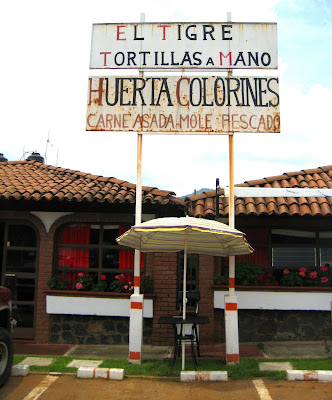 EL TIGRE
TORTILLAS A MANO
HUERTA COLORINES
CARNE ASADA MOLE PESCADO